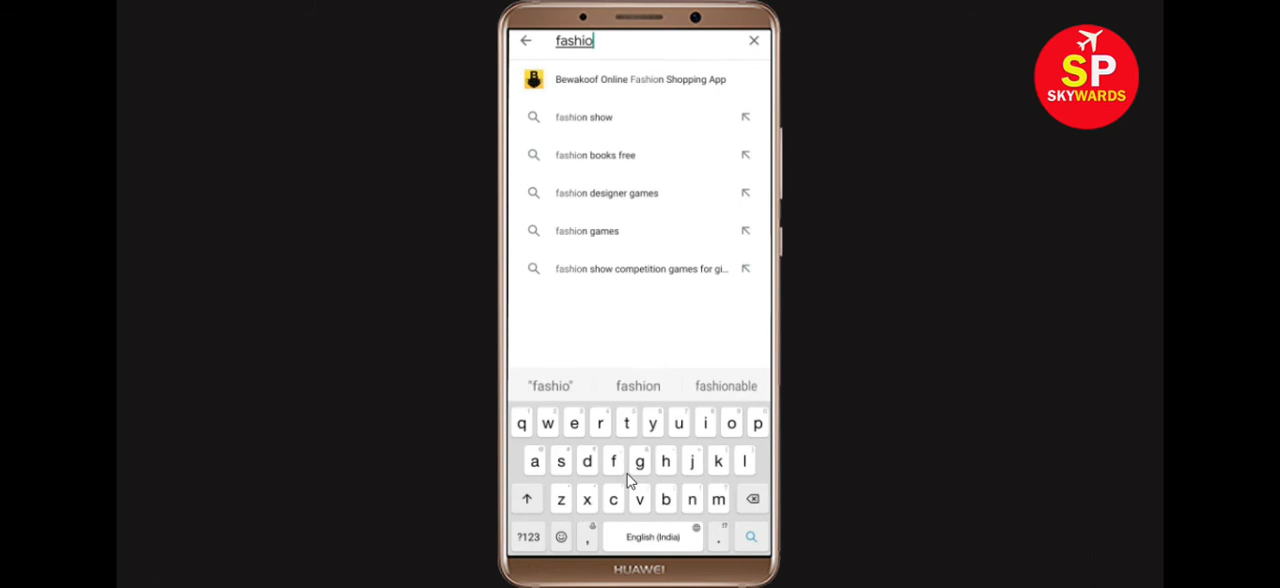 fashio
Bewakoof Online Fashion Shopping App
fashion show
fashion books free
fashion designer games
fashion games
fashion show competition games for gi...
"fashio" fashion fashionable
q w e r t y u i o p
a s d f g h j k l
z x c v b n m
?123 , English (India) .
HUAWEI
SP
SKYWARDS